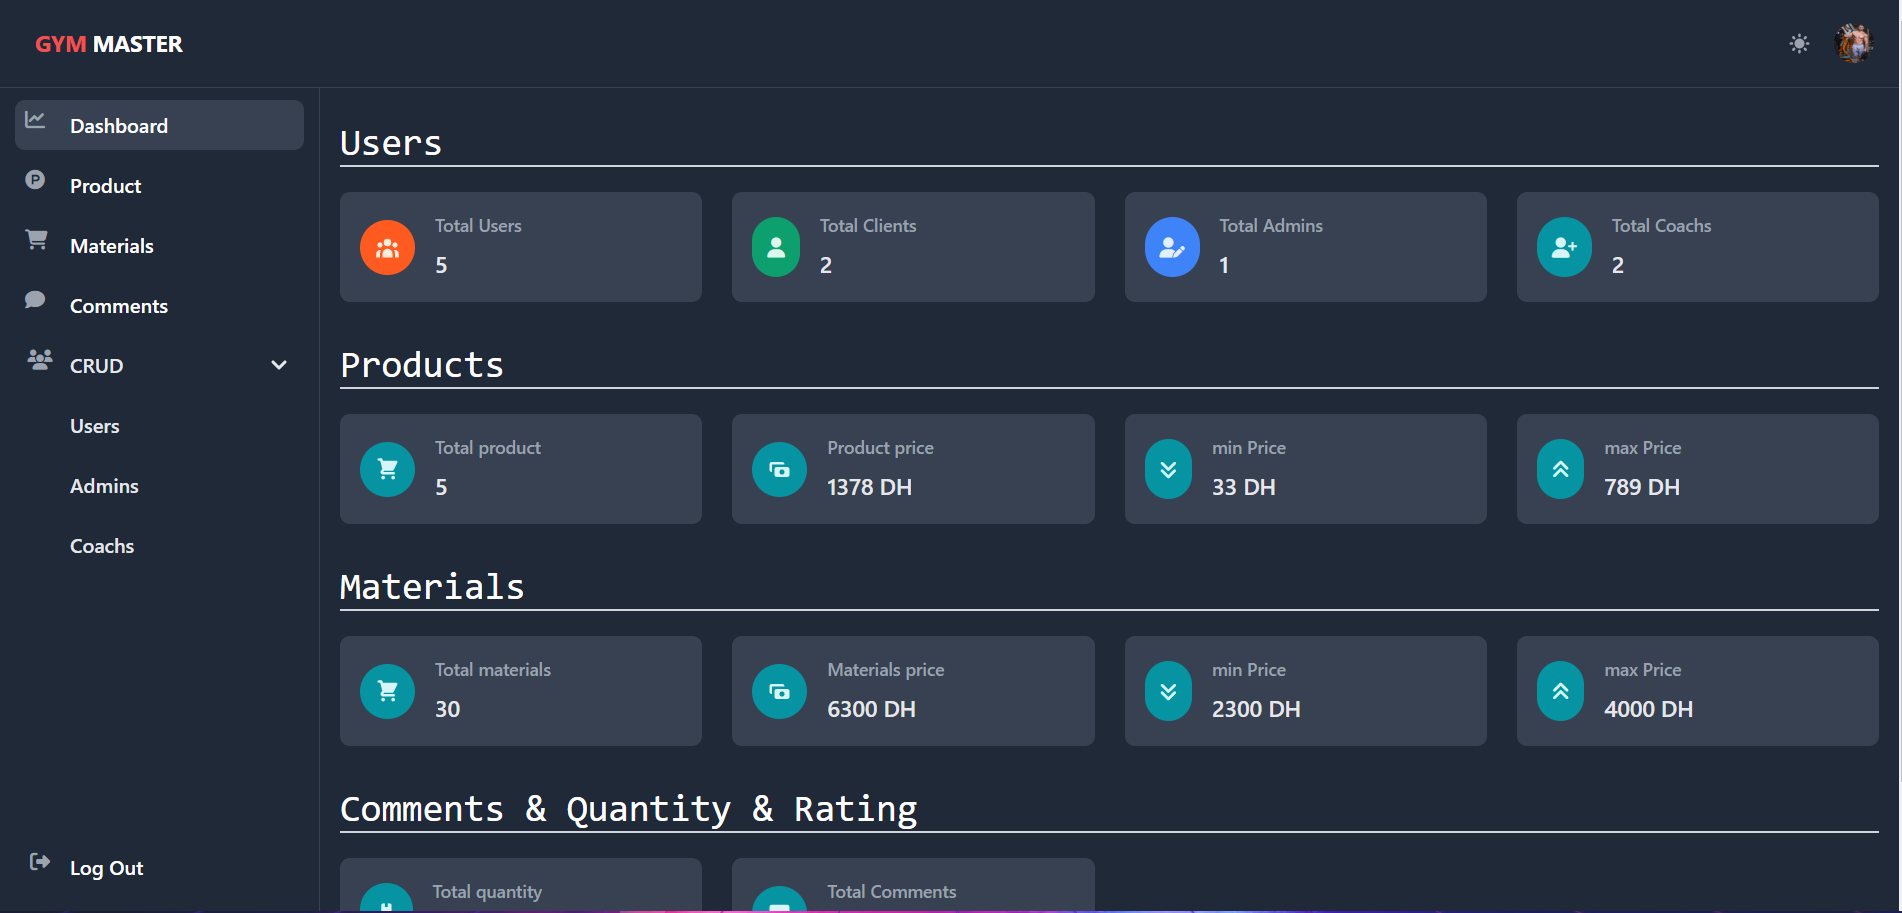 GYM MASTER
Dashboard
Product
Materials
Comments
CRUD
Users
Admins
Coachs
Log Out
Users
Total Users
5
Total Clients
2
Total Admins
1
Total Coachs
2
Products
Total product
5
Product price
1378 DH
min Price
33 DH
max Price
789 DH
Materials
Total materials
30
Materials price
6300 DH
min Price
2300 DH
max Price
4000 DH
Comments & Quantity & Rating
Total quantity
Total Comments